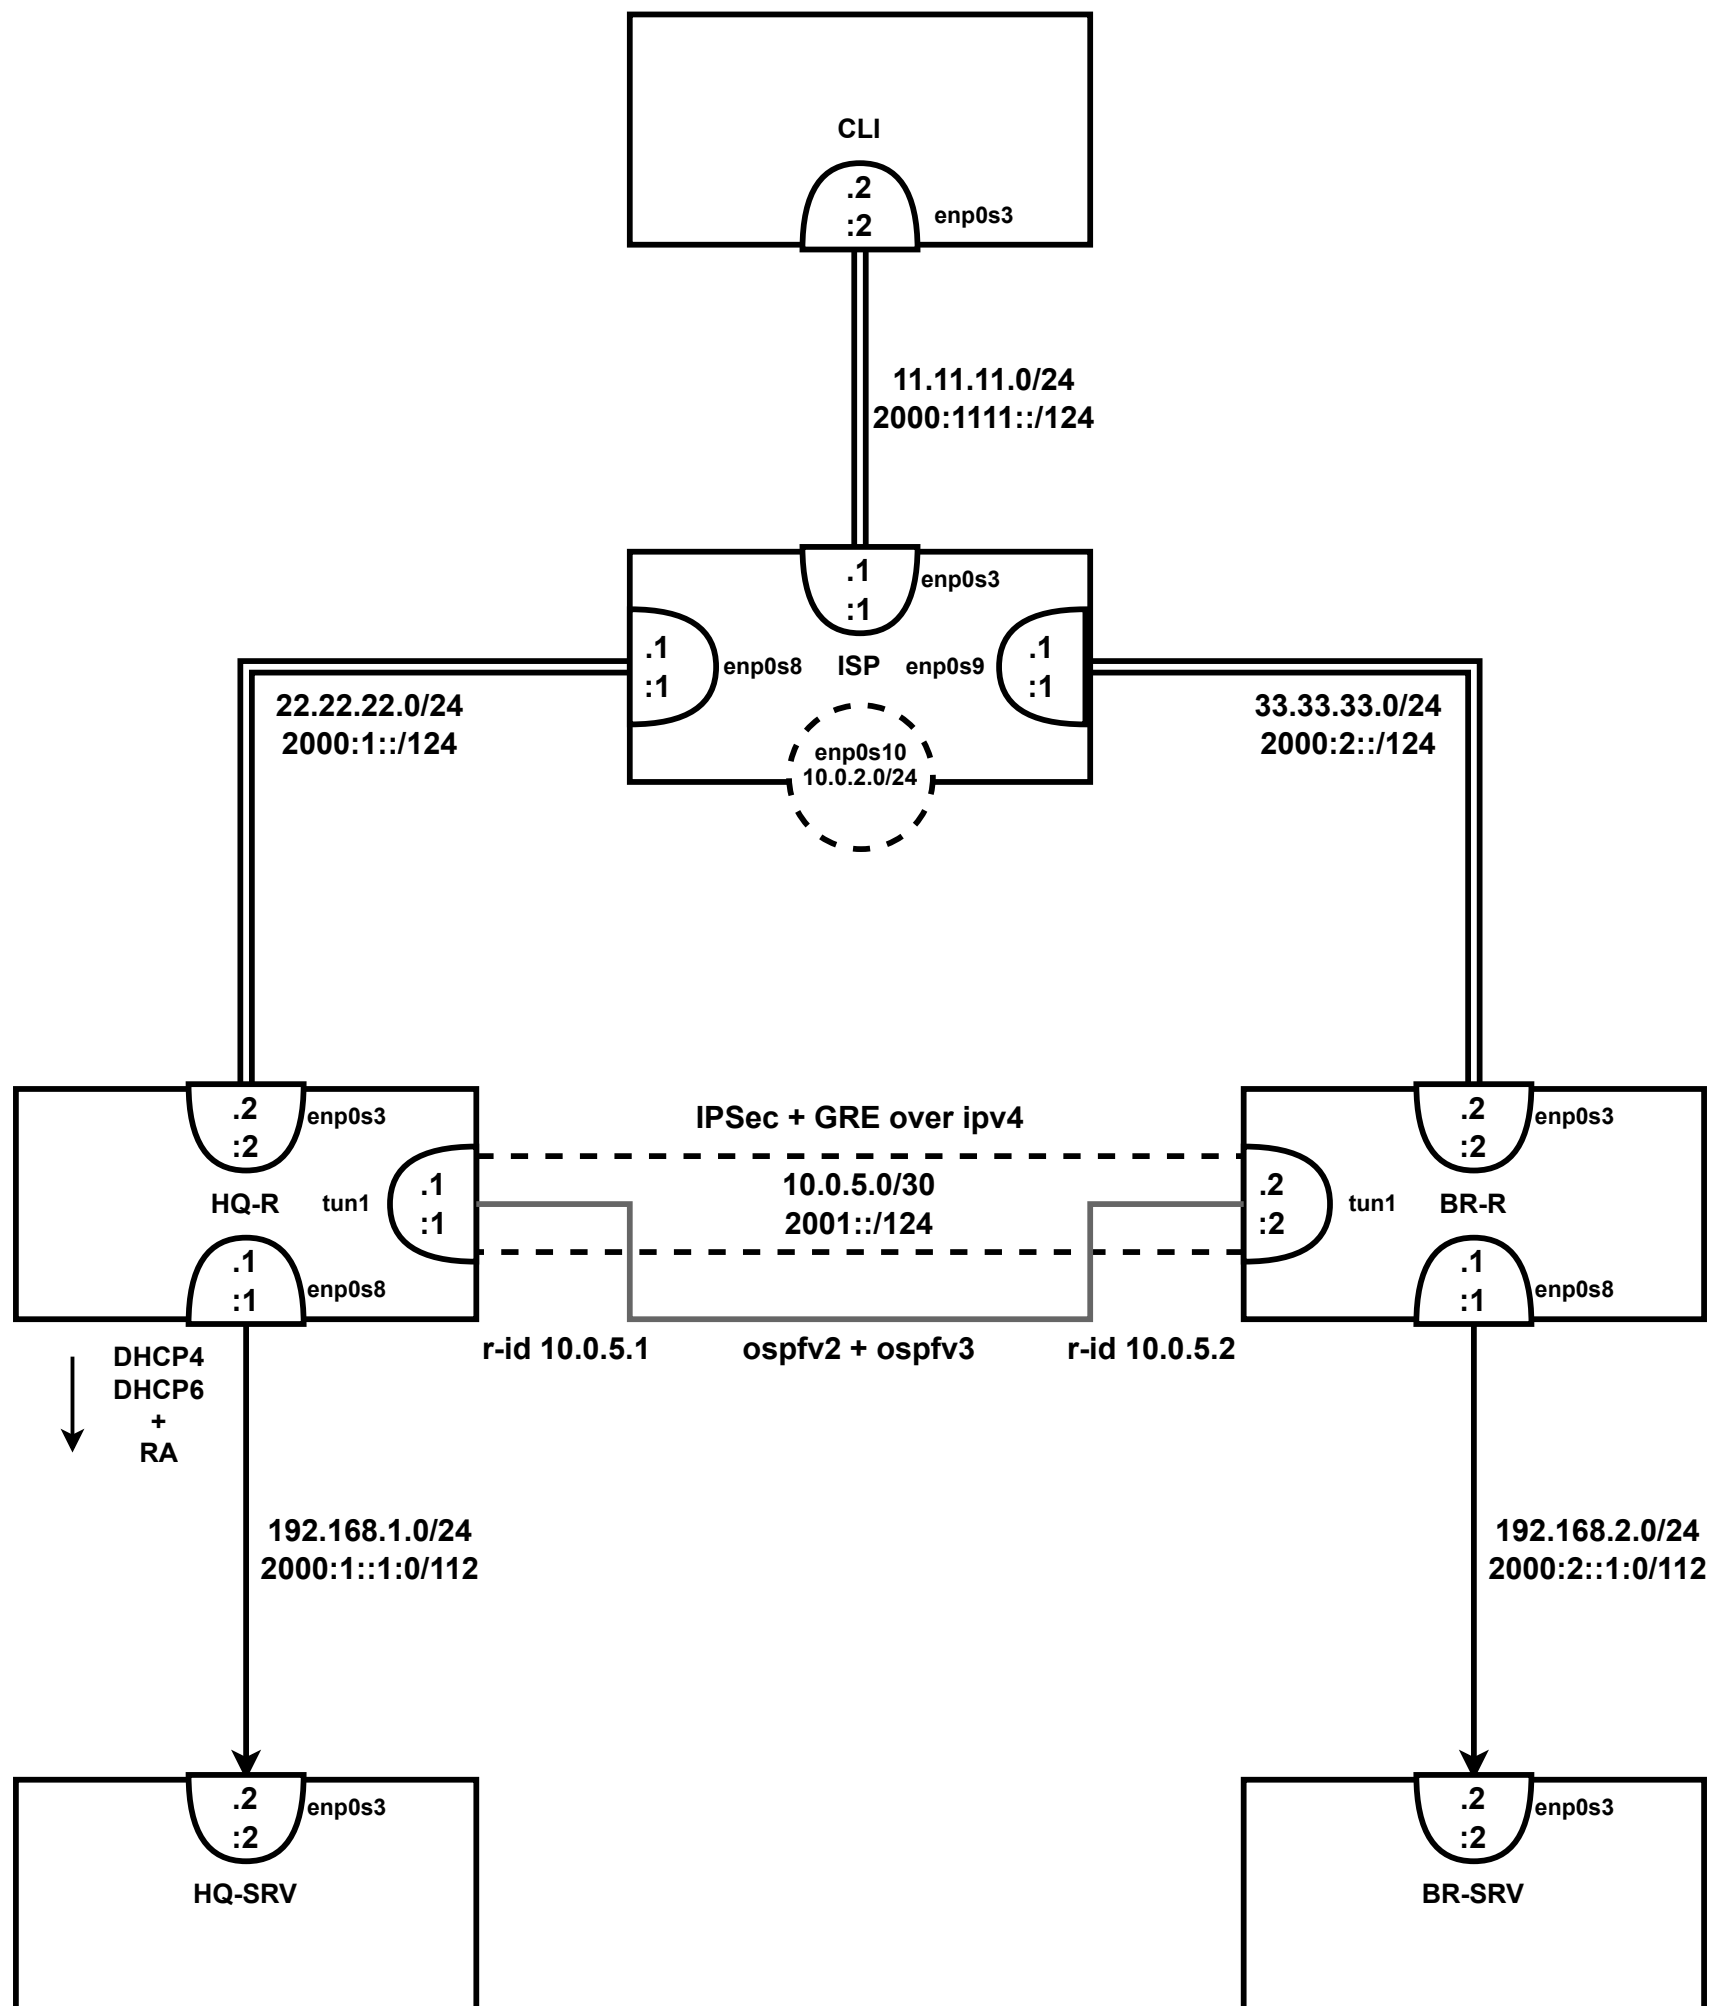 CLI
.2
:2
enp0s3
11.11.11.0/24
2000:1111::/124
.1
:1
enp0s3
.1
:1
enp0s8
ISP
enp0s9
.1
:1
enp0s10
10.0.2.0/24
22.22.22.0/24
2000:1::/124
33.33.33.0/24
2000:2::/124
.2
:2
enp0s3
HQ-R
tun1
.1
:1
.1
:1
enp0s8
IPSec + GRE over ipv4
10.0.5.0/30
2001::/124
r-id 10.0.5.1
ospfv2 + ospfv3
r-id 10.0.5.2
.2
:2
enp0s3
.2
:2
tun1
BR-R
.1
:1
enp0s8
DHCP4
DHCP6
+
RA
192.168.1.0/24
2000:1::1:0/112
192.168.2.0/24
2000:2::1:0/112
.2
:2
enp0s3
HQ-SRV
.2
:2
enp0s3
BR-SRV